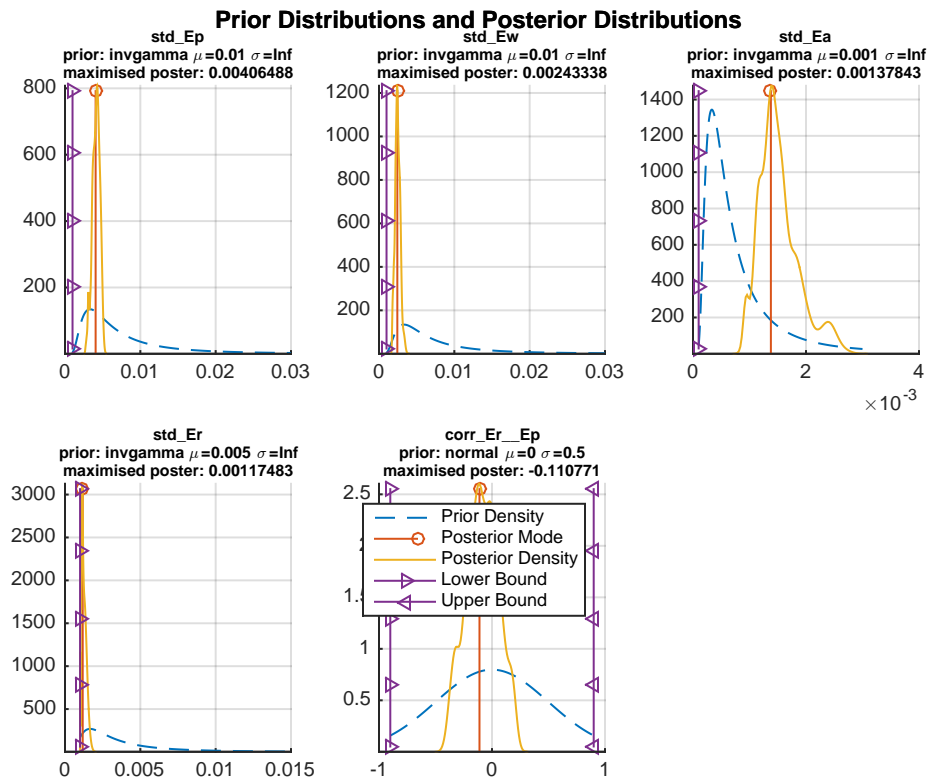 Prior Distributions and Posterior Distributions
std_Ep
prior: invgamma μ=0.01 σ=Inf
maximised poster: 0.00406488
800
600
400
200
0
0.01
0.02
0.03
std_Ew
prior: invgamma μ=0.01 σ=Inf
maximised poster: 0.00243338
1200
1000
800
600
400
200
0
0.01
0.02
0.03
std_Ea
prior: invgamma μ=0.001 σ=Inf
maximised poster: 0.00137843
1400
1200
1000
800
600
400
200
0
2
4
×10⁻³
std_Er
prior: invgamma μ=0.005 σ=Inf
maximised poster: 0.00117483
3000
2500
2000
1500
1000
500
0
0.005
0.01
0.015
corr_Er__Ep
prior: normal μ=0 σ=0.5
maximised poster: -0.110771
2.5
1
0.5
-1
0
1
Prior Density
Posterior Mode
Posterior Density
Lower Bound
Upper Bound